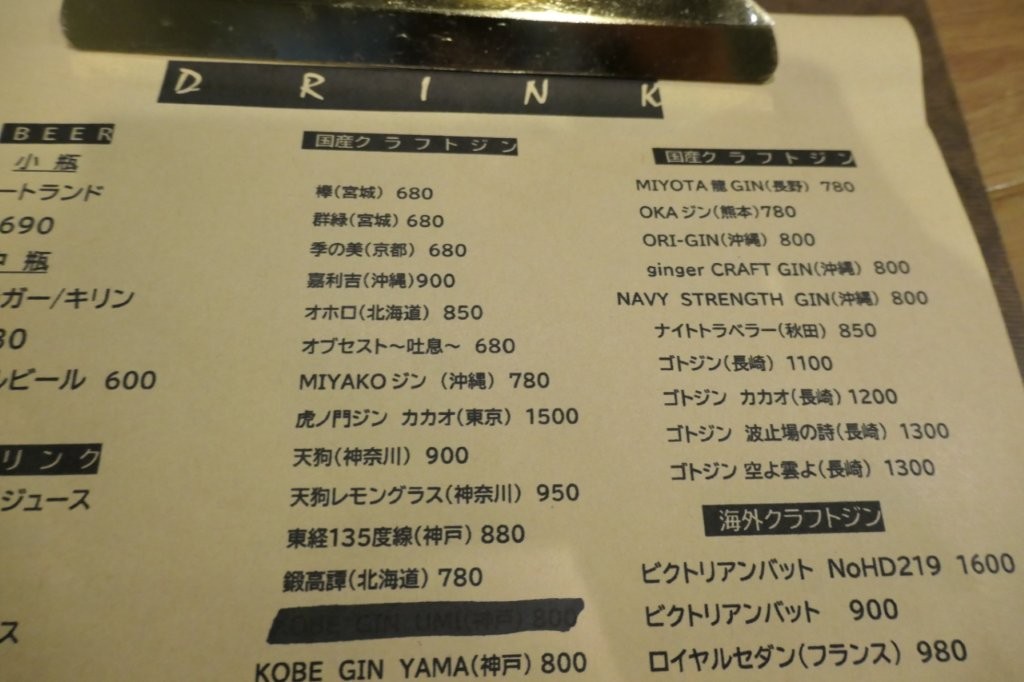 DRINK
BEER
小瓶
ートランド
690
瓶
ガー/キリン
80
ルビール 600
リンク
ジュース
ス
国産クラフトジン
欅(宮城) 680
群緑(宮城) 680
季の美(京都) 680
嘉利吉(沖縄)900
オホロ(北海道) 850
オブセスト～吐息～ 680
MIYAKOジン (沖縄) 780
虎ノ門ジン カカオ(東京) 1500
天狗(神奈川) 900
天狗レモングラス(神奈川) 950
東経135度線(神戸) 880
鍛高譚(北海道) 780
KOBE GIN UMI(神戸) 800
KOBE GIN YAMA(神戸) 800
国産クラフトジン
MIYOTA 龍 GIN(長野) 780
OKAジン(熊本)780
ORI-GIN(沖縄) 800
ginger CRAFT GIN(沖縄) 800
NAVY STRENGTH GIN(沖縄) 800
ナイトトラベラー(秋田) 850
ゴトジン(長崎) 1100
ゴトジン カカオ(長崎) 1200
ゴトジン 波止場の詩(長崎) 1300
ゴトジン 空よ雲よ(長崎) 1300
海外クラフトジン
ビクトリアンバット NoHD219 1600
ビクトリアンバット 900
ロイヤルセダン(フランス) 980